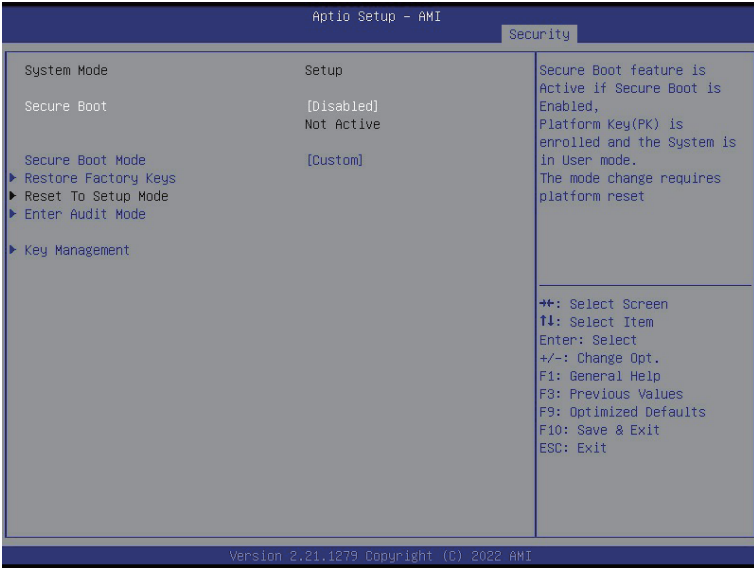 Aptio Setup – AMI
Security
System Mode Setup
Secure Boot [Disabled]
Not Active
Secure Boot Mode [Custom]
Restore Factory Keys
Reset To Setup Mode
Enter Audit Mode
Key Management
Secure Boot feature is
Active if Secure Boot is
Enabled,
Platform Key(PK) is
enrolled and the System is
in User mode.
The mode change requires
platform reset
→←: Select Screen
↑↓: Select Item
Enter: Select
+/-: Change Opt.
F1: General Help
F3: Previous Values
F9: Optimized Defaults
F10: Save & Exit
ESC: Exit
Version 2.21.1279 Copyright (C) 2022 AMI